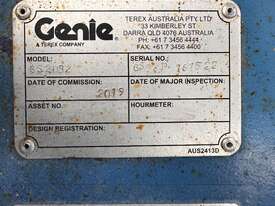 Genie
A TEREX COMPANY
TEREX AUSTRALIA PTY LTD
33 KIMBERLEY ST
DARRA QLD 4076 AUSTRALIA
PH: +61 7 3456 4444
FAX: +61 7 3456 4400
MODEL:
SERIAL NO.:
DATE OF COMMISSION:
DATE OF MAJOR INSPECTION:
2019
ASSET NO.
HOURMETER:
DESIGN REGISTRATION:
AUS2413D